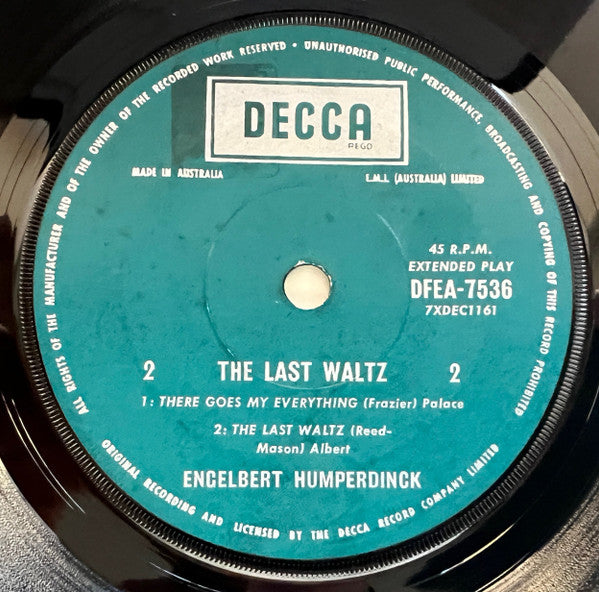 ALL RIGHTS OF THE MANUFACTURER AND OF THE OWNER OF THE RECORDED WORK RESERVED • UNAUTHORISED PUBLIC PERFORMANCE, BROADCASTING AND COPYING OF THIS RECORD PROHIBITED
DECCA
REGD
MADE IN AUSTRALIA
E.M.I. (AUSTRALIA) LIMITED
45 R.P.M.
EXTENDED PLAY
DFEA-7536
7XDEC1161
2 THE LAST WALTZ 2
1: THERE GOES MY EVERYTHING (Frazier) Palace
2: THE LAST WALTZ (Reed-
Mason) Albert
ENGELBERT HUMPERDINCK
ORIGINAL RECORDING AND LICENSED BY THE DECCA RECORD COMPANY LIMITED